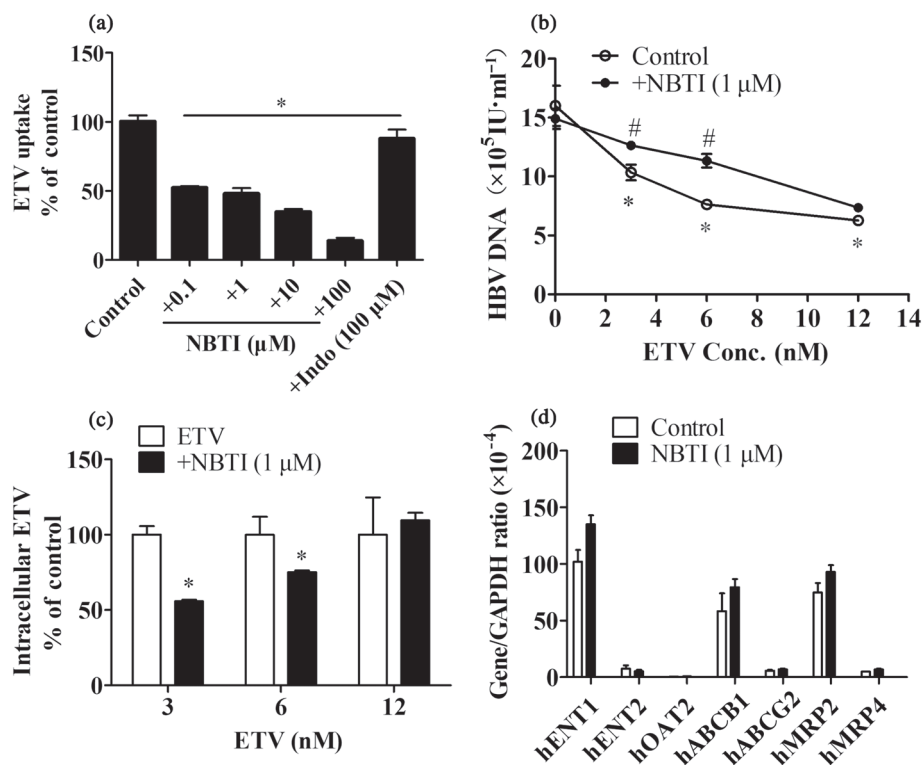 (a)
ETV uptake
% of control
150
100
50
0
*
Control
+0.1
+1
+10
+100
+Indo (100 μM)
NBTI (μM)
(b)
HBV DNA (×10⁵IU·ml⁻¹)
20
15
10
5
0
Control
+NBTI (1 μM)
#
#
*
*
*
0 2 4 6 8 10 12 14
ETV Conc. (nM)
(c)
ETV
+NBTI (1 μM)
Intracellular ETV
% of control
150
100
50
0
*
*
3 6 12
ETV (nM)
(d)
Control
NBTI (1 μM)
Gene/GAPDH ratio (×10⁻⁴)
200
150
100
50
0
hENT1
hENT2
hOAT2
hABCB1
hABCG2
hMRP2
hMRP4